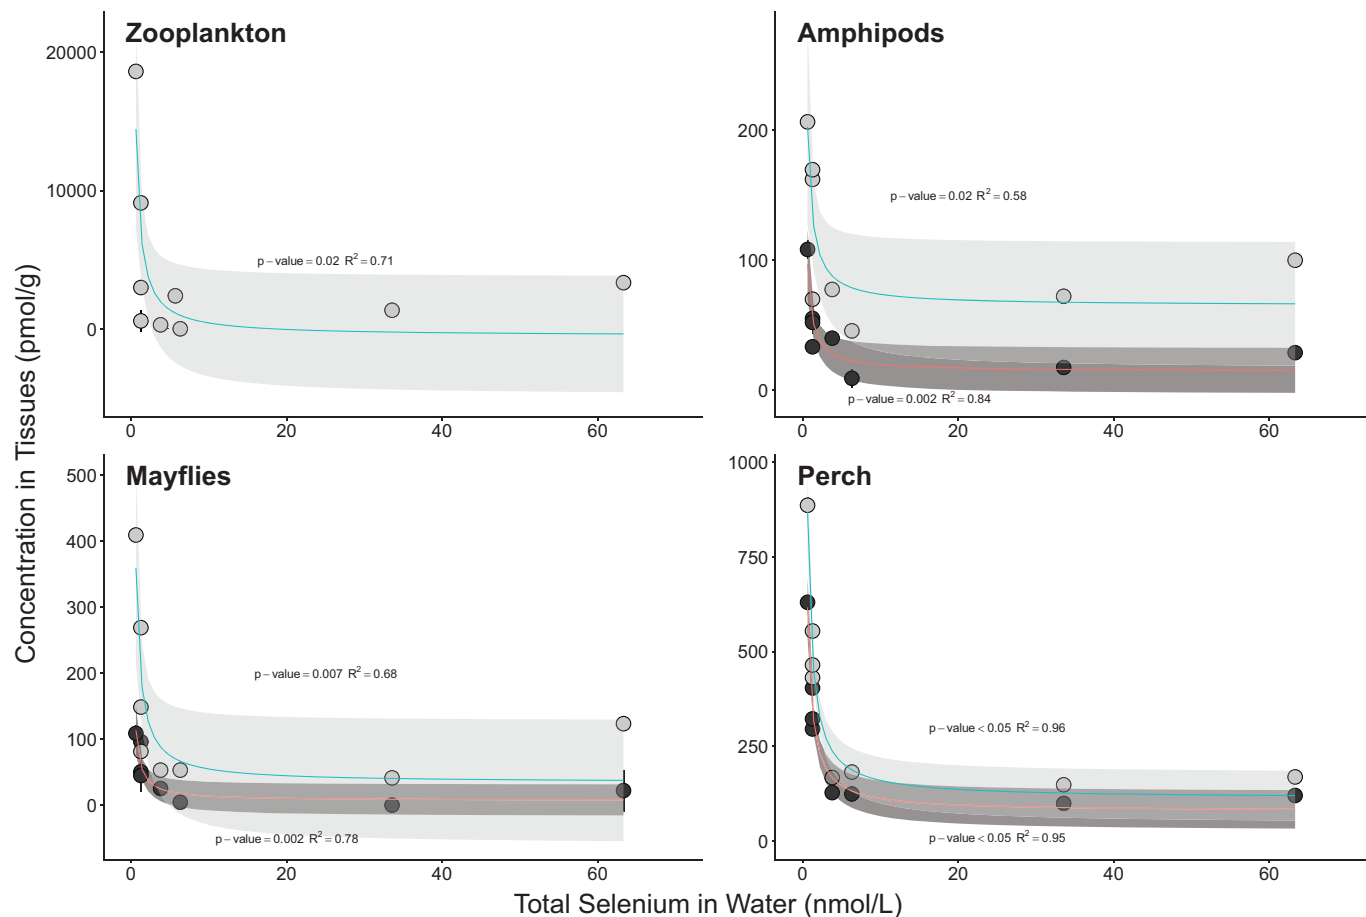 Zooplankton
20000
10000
0
p – value = 0.02 R² = 0.71
0 20 40 60
Amphipods
200
100
0
p – value = 0.02 R² = 0.58
p – value = 0.002 R² = 0.84
0 20 40 60
Concentration in Tissues (pmol/g)
Mayflies
500
400
300
200
100
0
p – value = 0.007 R² = 0.68
p – value = 0.002 R² = 0.78
0 20 40 60
Perch
1000
750
500
250
0
p – value < 0.05 R² = 0.96
p – value < 0.05 R² = 0.95
0 20 40 60
Total Selenium in Water (nmol/L)